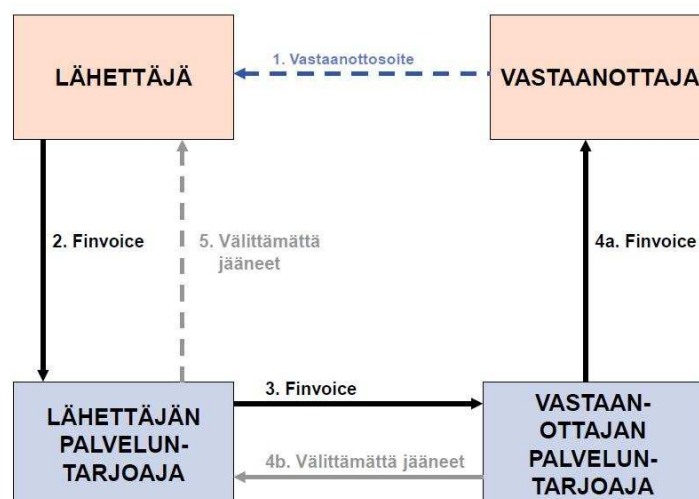 LÄHETTÄJÄ
1. Vastaanottosoite
VASTAANOTTAJA
2. Finvoice
5. Välittämättä
jääneet
4a. Finvoice
LÄHETTÄJÄN
PALVELUN-
TARJOAJA
3. Finvoice
4b. Välittämättä jääneet
VASTAAN-
OTTAJAN
PALVELUN-
TARJOAJA